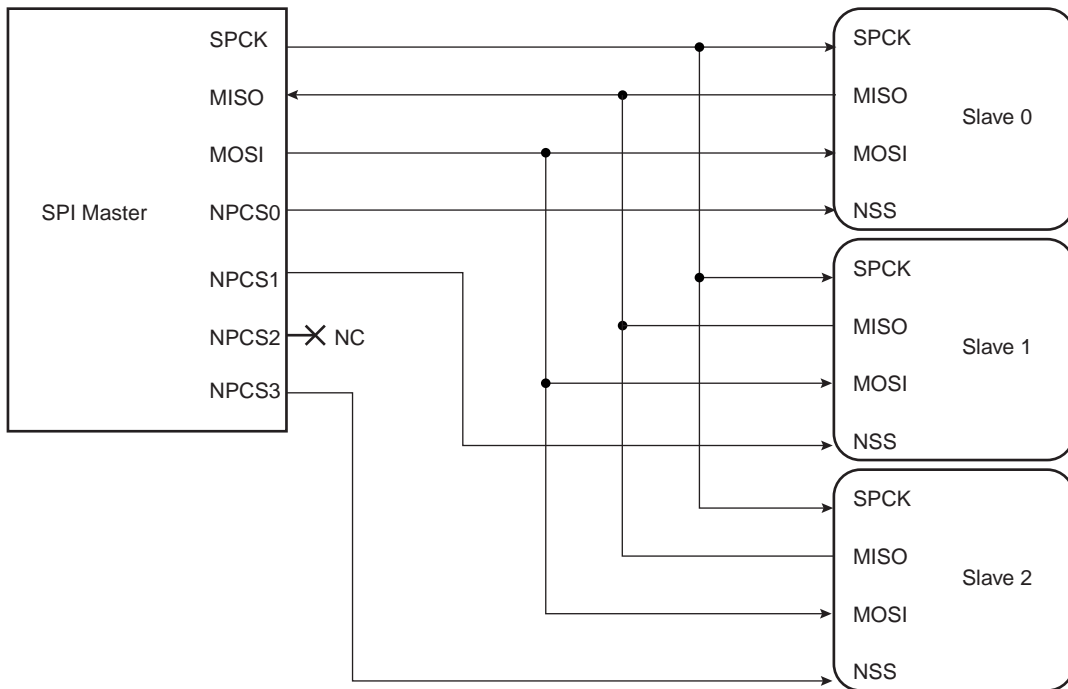 SPI Master
SPCK
MISO
MOSI
NPCS0
NPCS1
NPCS2
NC
NPCS3
SPCK
MISO
Slave 0
MOSI
NSS
SPCK
MISO
Slave 1
MOSI
NSS
SPCK
MISO
Slave 2
MOSI
NSS